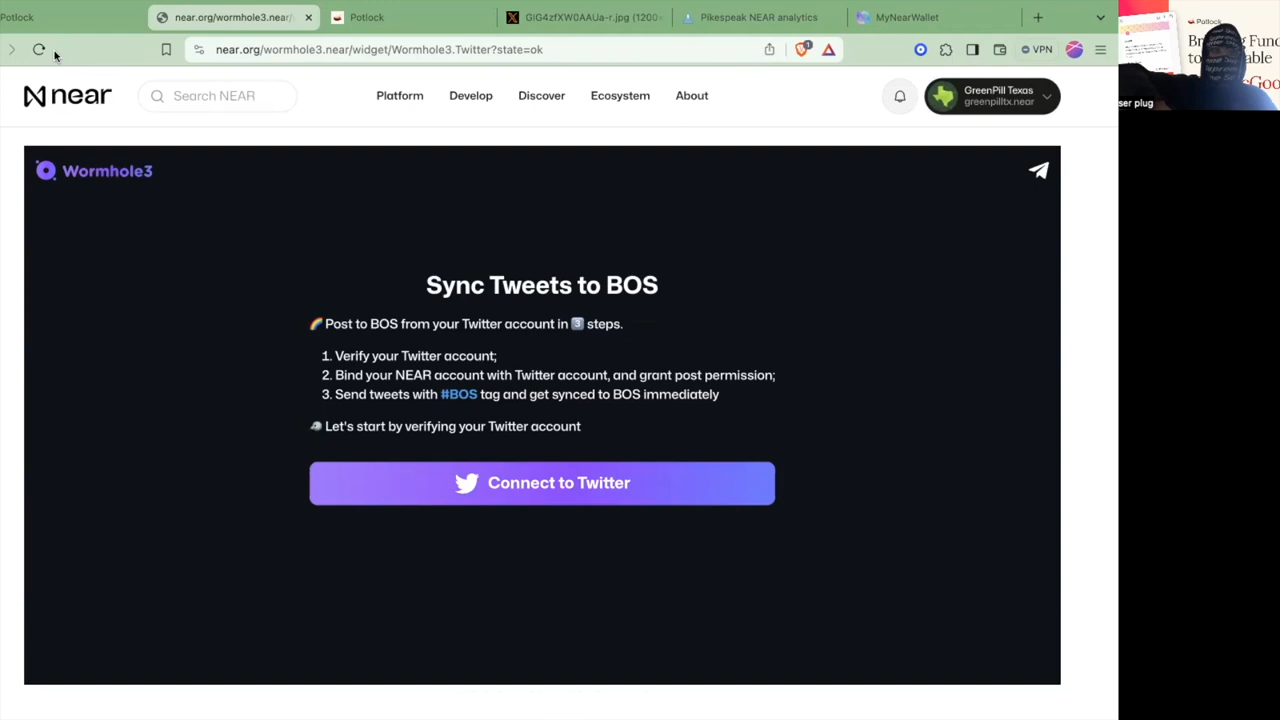 Potlock
near.org/wormhole3.near/
Potlock
GIG4zfXW0AAUa-r.jpg (1200×
Pikespeak NEAR analytics
MyNearWallet
near.org/wormhole3.near/widget/Wormhole3.Twitter?state=ok
1
VPN
near
Search NEAR
Platform
Develop
Discover
Ecosystem
About
GreenPill Texas
greenpilltx.near
Potlock
ser plug
Wormhole3
Sync Tweets to BOS
🌈 Post to BOS from your Twitter account in 3️⃣ steps.
1. Verify your Twitter account;
2. Bind your NEAR account with Twitter account, and grant post permission;
3. Send tweets with #BOS tag and get synced to BOS immediately
Let's start by verifying your Twitter account
Connect to Twitter